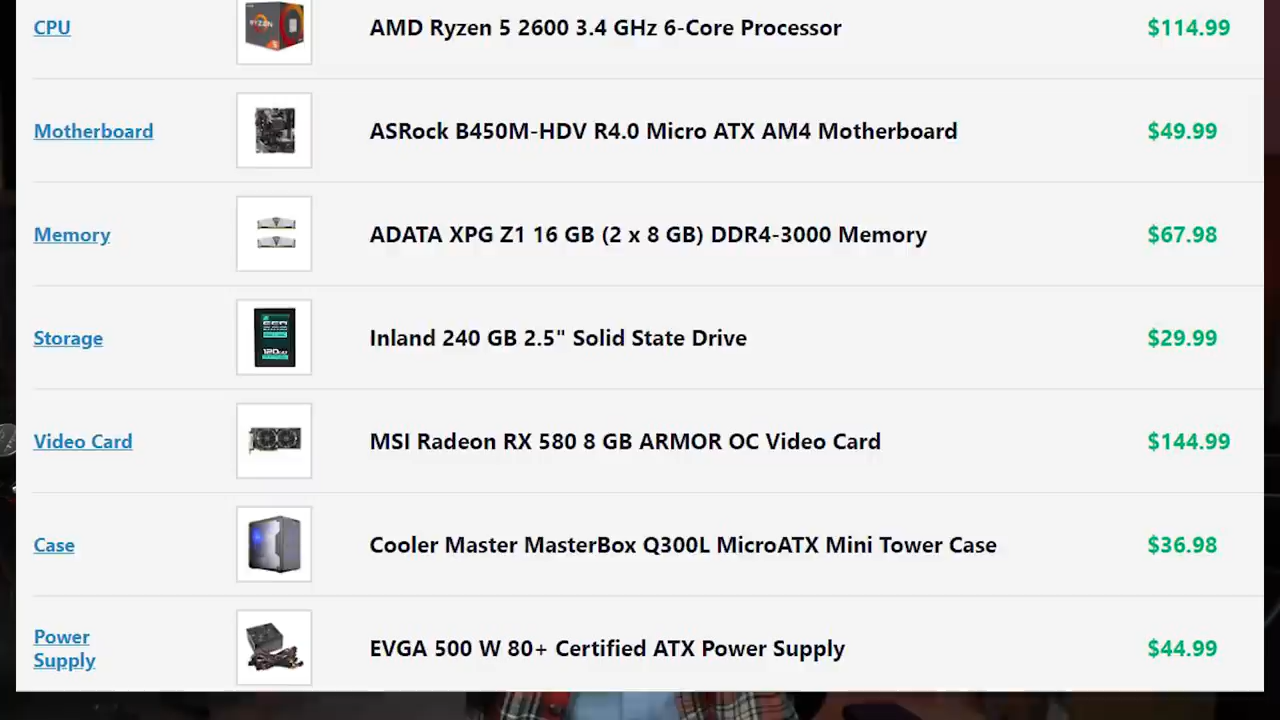 CPU
RYZEN
AMD Ryzen 5 2600 3.4 GHz 6-Core Processor
$114.99
Motherboard
ASRock B450M-HDV R4.0 Micro ATX AM4 Motherboard
$49.99
Memory
ADATA XPG Z1 16 GB (2 x 8 GB) DDR4-3000 Memory
$67.98
Storage
Inland 240 GB 2.5" Solid State Drive
$29.99
Video Card
MSI Radeon RX 580 8 GB ARMOR OC Video Card
$144.99
Case
Cooler Master MasterBox Q300L MicroATX Mini Tower Case
$36.98
Power
Supply
EVGA 500 W 80+ Certified ATX Power Supply
$44.99